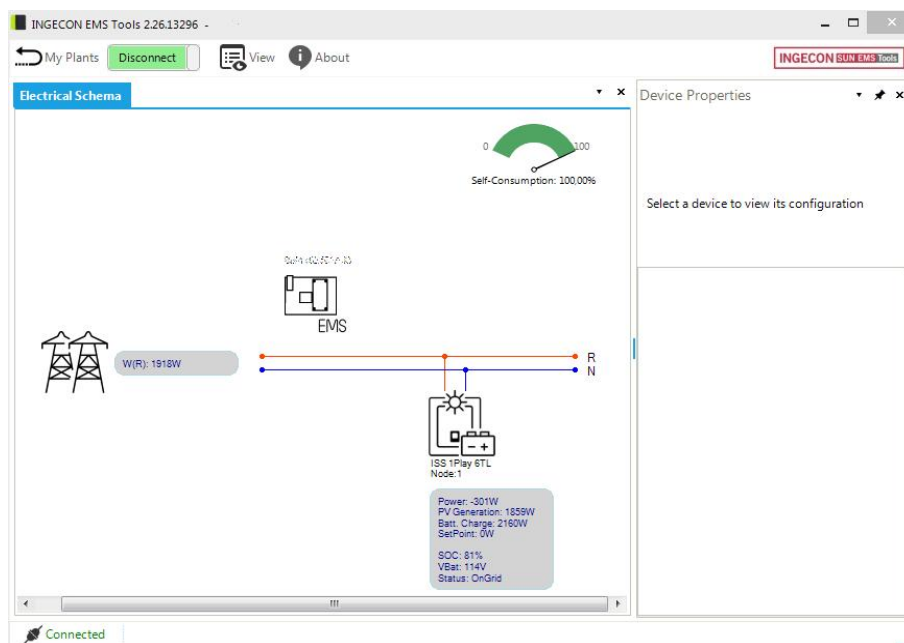 INGECON EMS Tools 2.26.13296 -
My Plants
Disconnect
View
About
INGECON SUN EMS Tools
Electrical Schema
Device Properties
0
100
Self-Consumption: 100,00%
Select a device to view its configuration
EMS
W(R): 1918W
R
N
ISS 1Play 6TL
Node:1
Power: -301W
PV Generation: 1859W
Batt. Charge: 2160W
SetPoint: 0W
SOC: 81%
VBat: 114V
Status: OnGrid
Connected